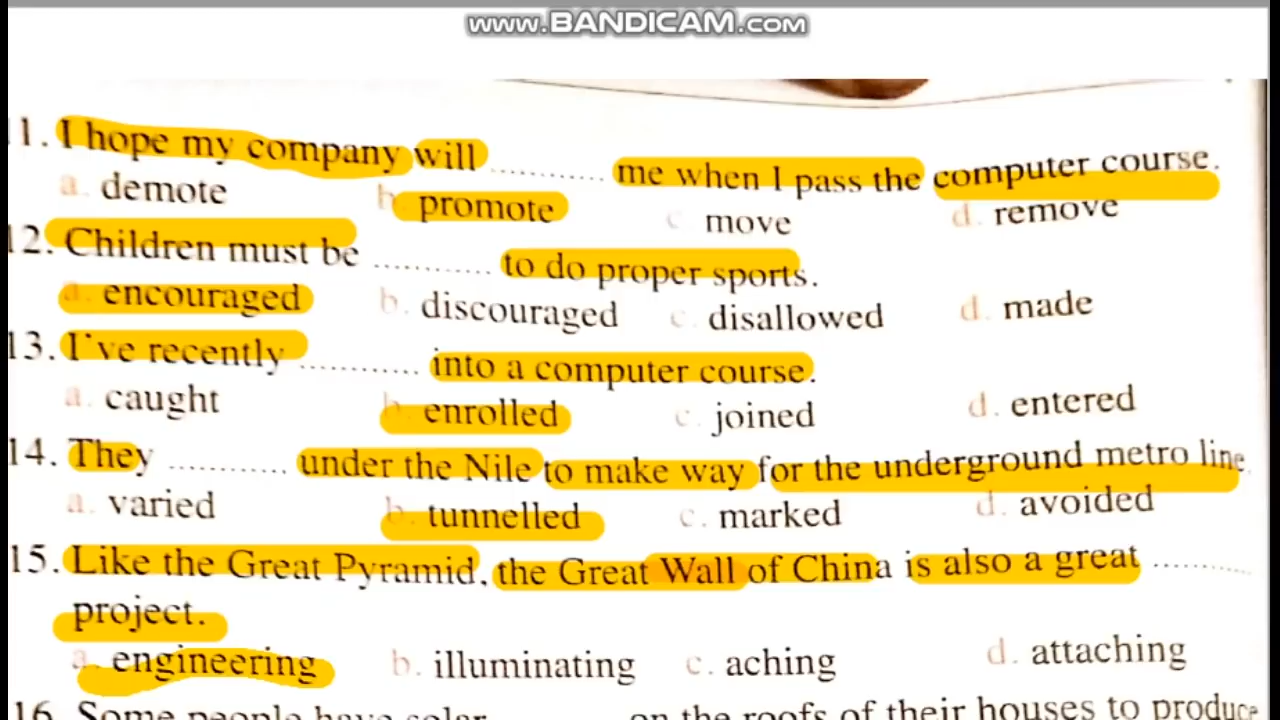 www.BANDICAM.com
11. I hope my company will .......... me when I pass the computer course.
a. demote b. promote c. move d. remove
12. Children must be ............ to do proper sports.
a. encouraged b. discouraged c. disallowed d. made
13. I've recently ............ into a computer course.
a. caught b. enrolled c. joined d. entered
14. They ............ under the Nile to make way for the underground metro line
a. varied b. tunnelled c. marked d. avoided
15. Like the Great Pyramid, the Great Wall of China is also a great ..........
project.
a. engineering b. illuminating c. aching d. attaching
16. Some people have solar on the roofs of their houses to produce